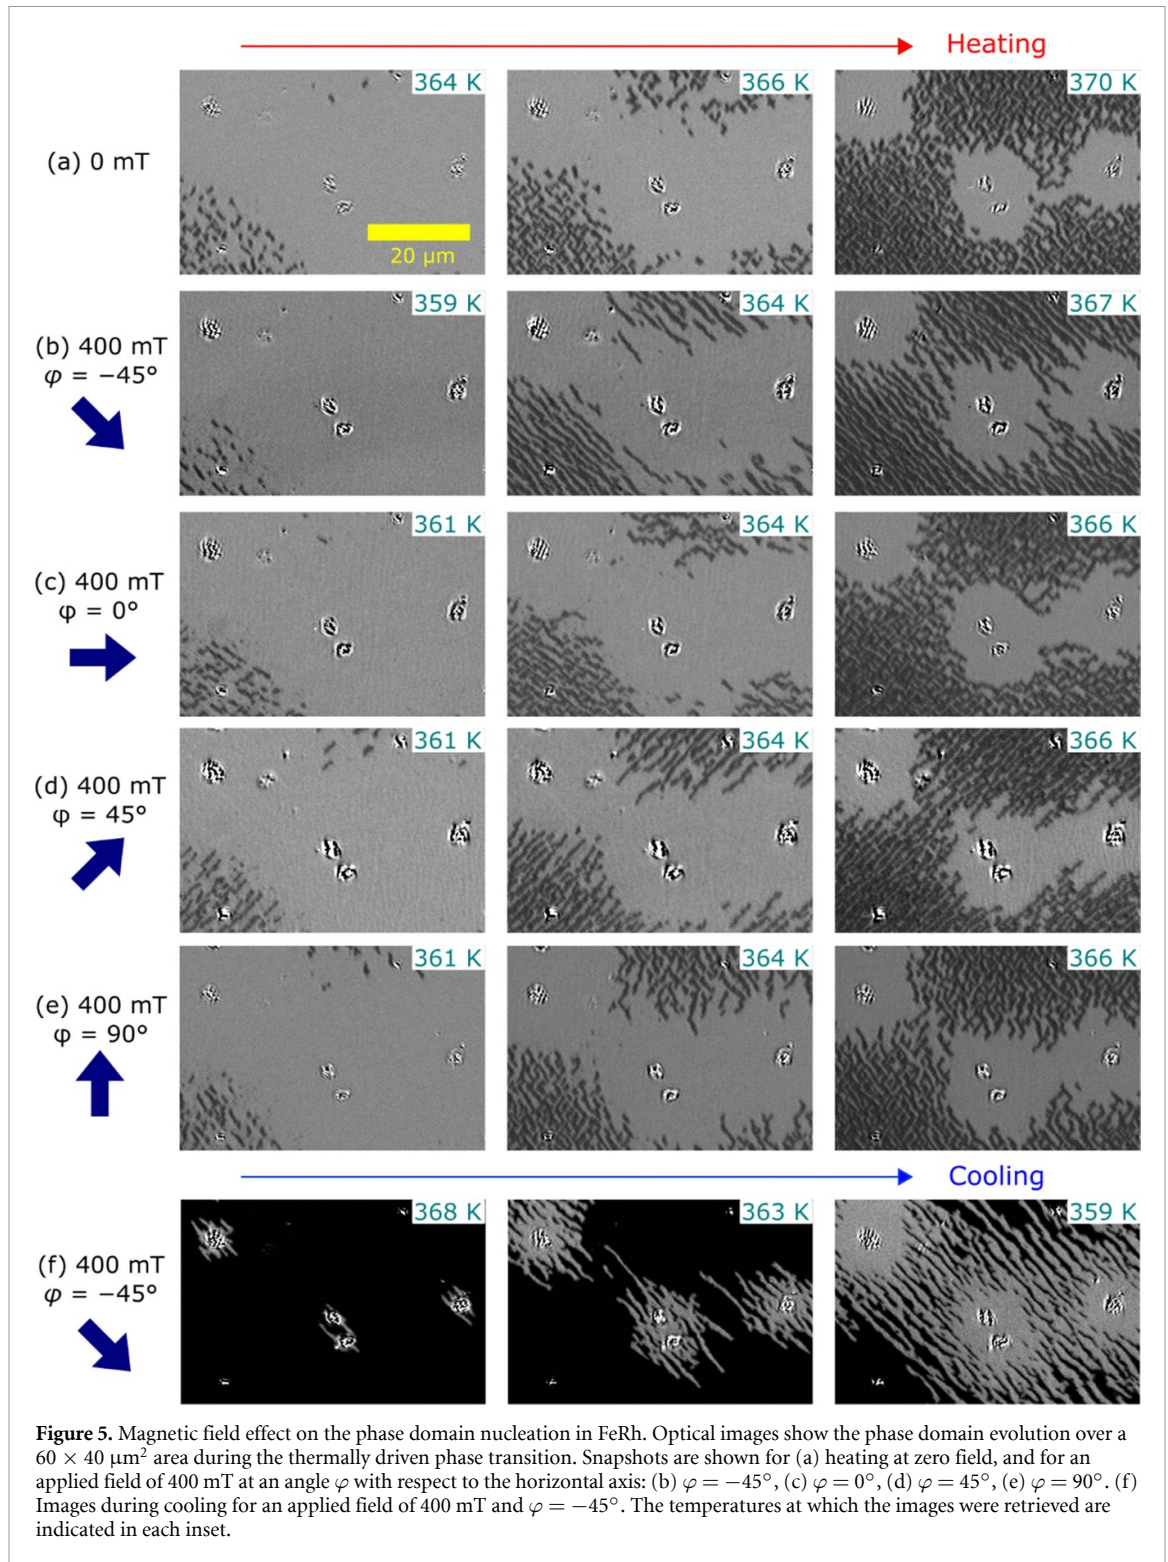 Heating
(a) 0 mT
364 K
366 K
370 K
20 μm
(b) 400 mT
φ = −45°
359 K
364 K
367 K
(c) 400 mT
φ = 0°
361 K
364 K
366 K
(d) 400 mT
φ = 45°
361 K
364 K
366 K
(e) 400 mT
φ = 90°
361 K
364 K
366 K
Cooling
(f) 400 mT
φ = −45°
368 K
363 K
359 K
Figure 5. Magnetic field effect on the phase domain nucleation in FeRh. Optical images show the phase domain evolution over a
60 × 40 μm² area during the thermally driven phase transition. Snapshots are shown for (a) heating at zero field, and for an
applied field of 400 mT at an angle φ with respect to the horizontal axis: (b) φ = −45°, (c) φ = 0°, (d) φ = 45°, (e) φ = 90°. (f)
Images during cooling for an applied field of 400 mT and φ = −45°. The temperatures at which the images were retrieved are
indicated in each inset.